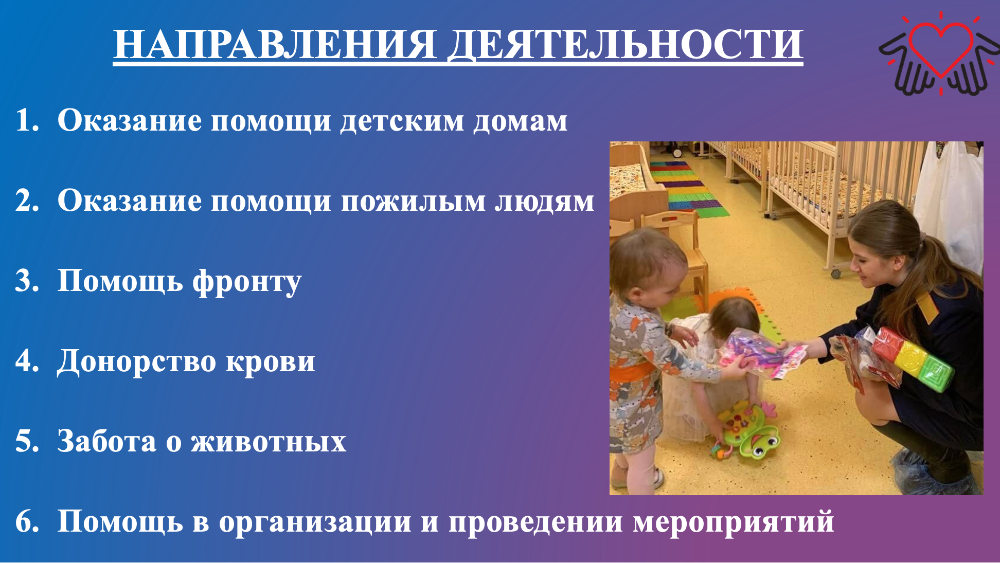 НАПРАВЛЕНИЯ ДЕЯТЕЛЬНОСТИ
1. Оказание помощи детским домам
2. Оказание помощи пожилым людям
3. Помощь фронту
4. Донорство крови
5. Забота о животных
6. Помощь в организации и проведении мероприятий